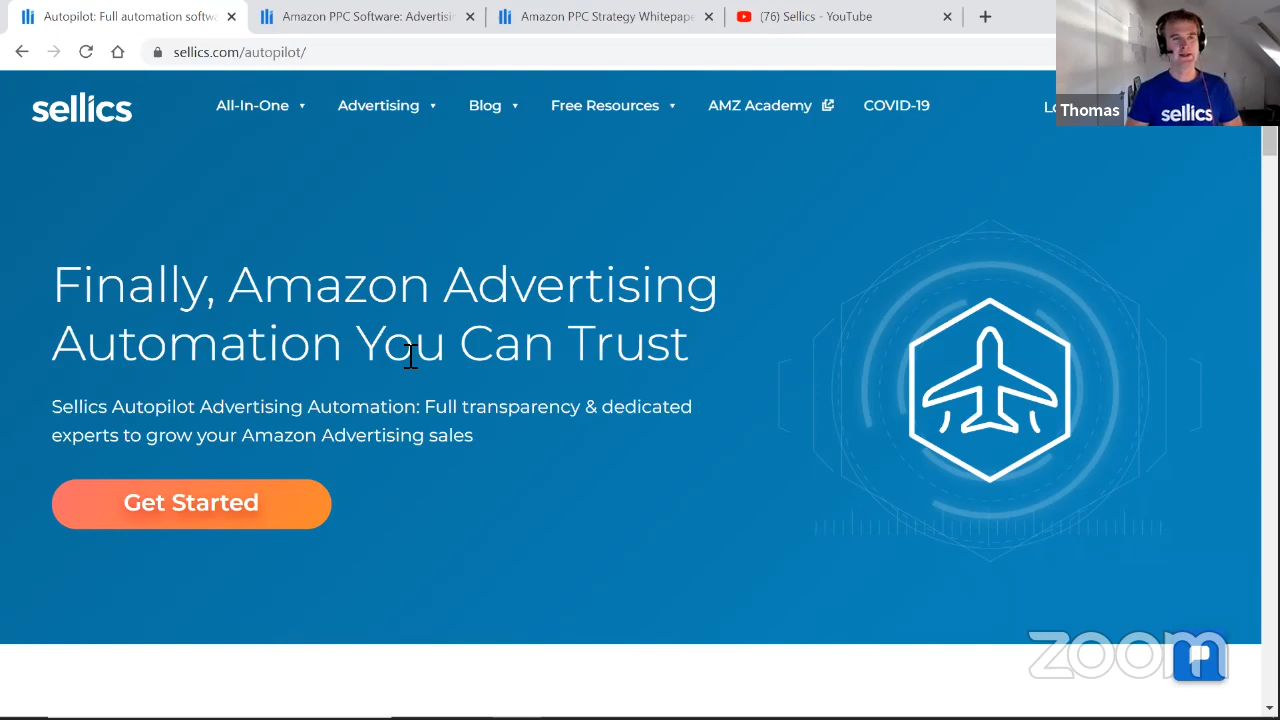 Autopilot: Full automation softw
Amazon PPC Software: Advertisi
Amazon PPC Strategy Whitepape
(76) Sellics - YouTube
sellics.com/autopilot/
sellics
All-In-One
Advertising
Blog
Free Resources
AMZ Academy
COVID-19
Thomas
sellics
Finally, Amazon Advertising
Automation You Can Trust
Sellics Autopilot Advertising Automation: Full transparency & dedicated
experts to grow your Amazon Advertising sales
Get Started
zoom